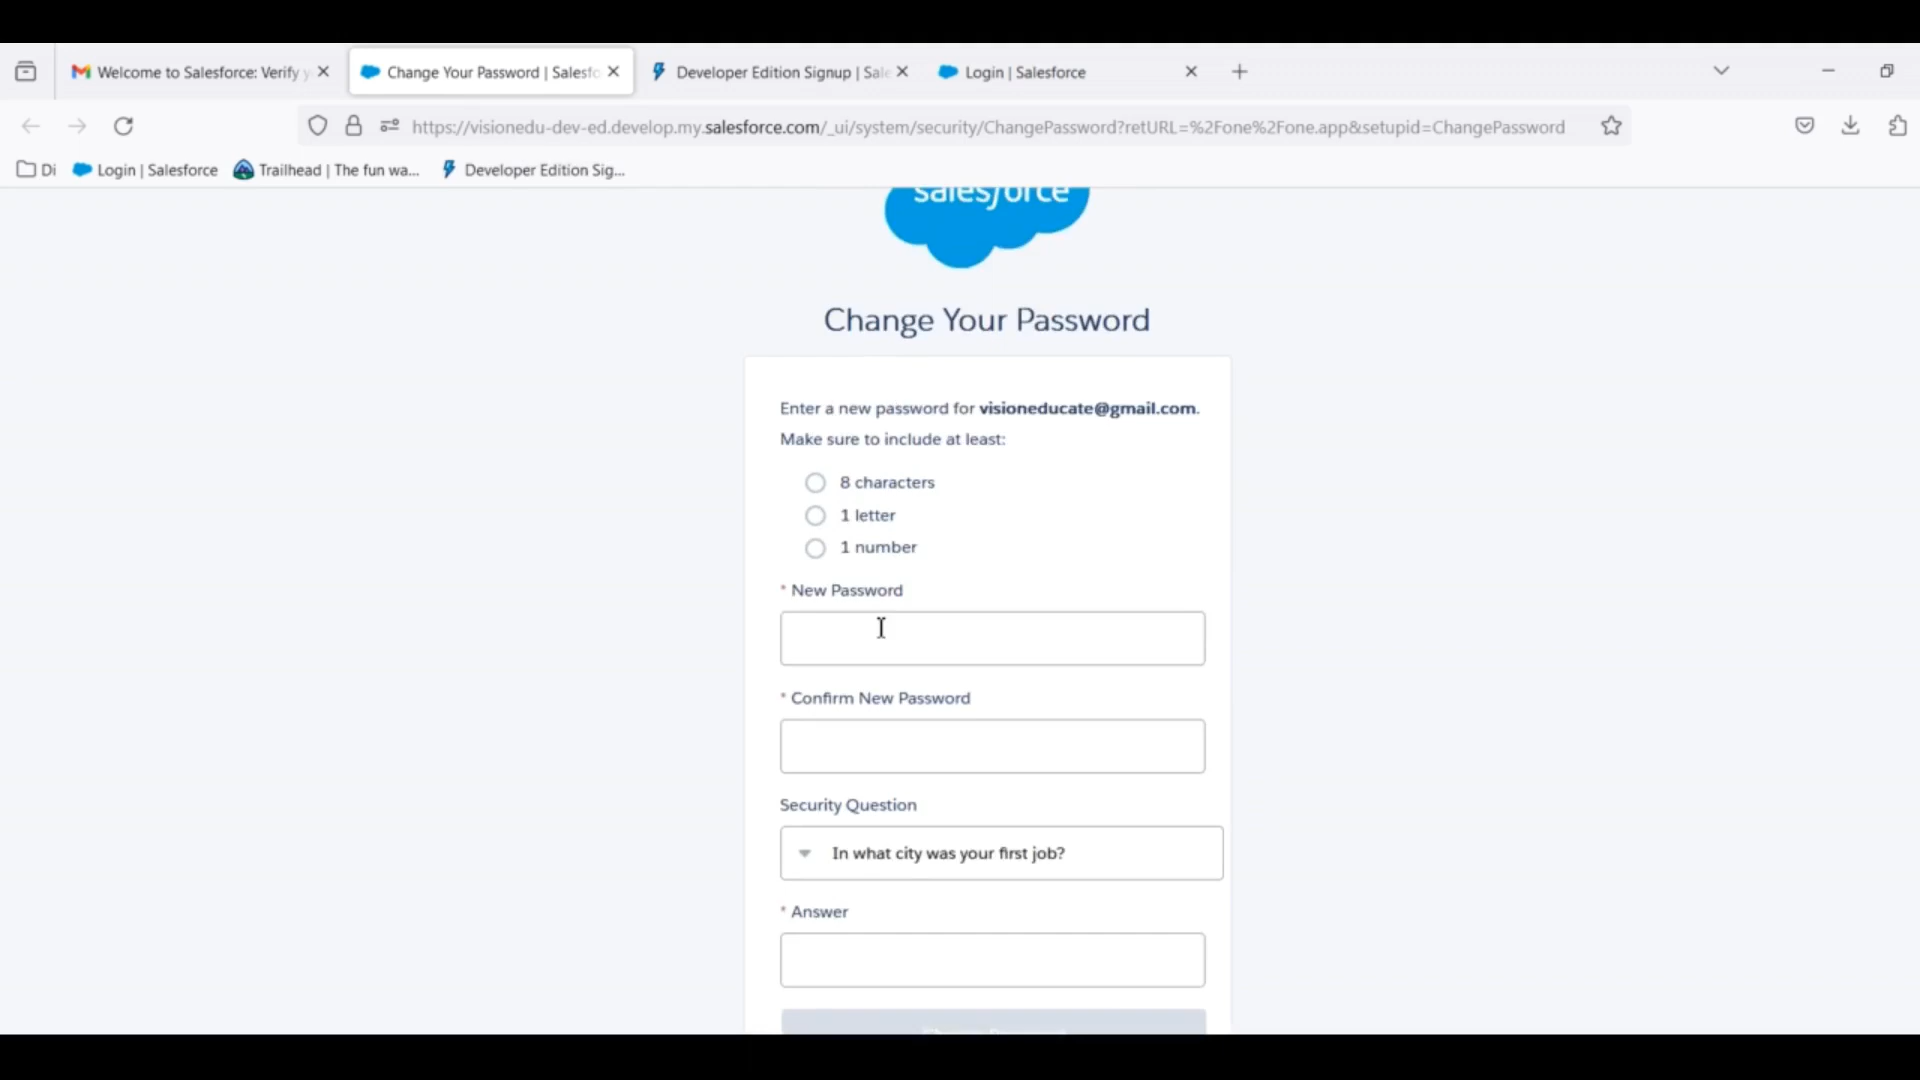 Welcome to Salesforce: Verify y
Change Your Password | Salesfo
Developer Edition Signup | Sale
Login | Salesforce
https://visionedu-dev-ed.develop.my.salesforce.com/_ui/system/security/ChangePassword?retURL=%2Fone%2Fone.app&setupid=ChangePassword
Di
Login | Salesforce
Trailhead | The fun wa...
Developer Edition Sig...
salesforce
Change Your Password
Enter a new password for visioneducate@gmail.com.
Make sure to include at least:
8 characters
1 letter
1 number
* New Password
* Confirm New Password
Security Question
In what city was your first job?
* Answer